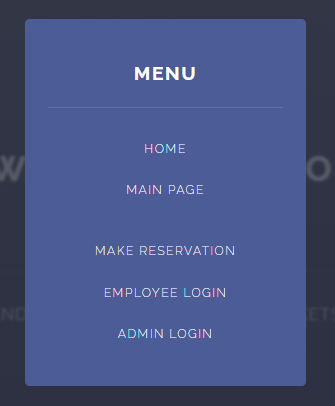 MENU
HOME
MAIN PAGE
MAKE RESERVATION
EMPLOYEE LOGIN
ADMIN LOGIN